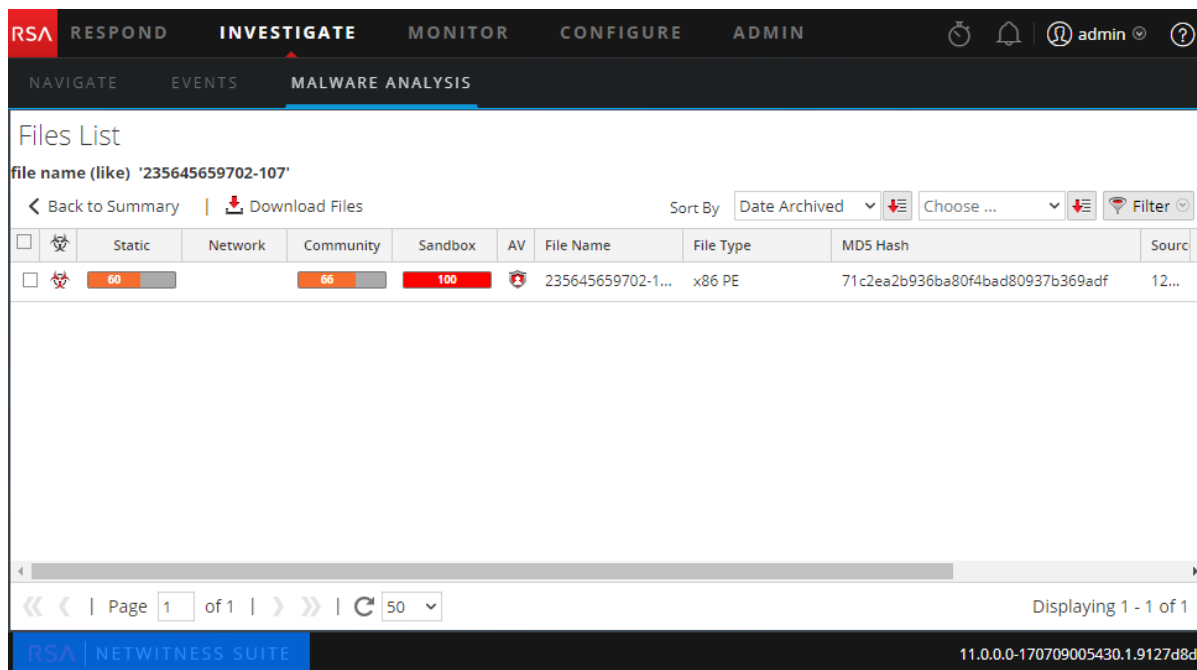 RSA RESPOND INVESTIGATE MONITOR CONFIGURE ADMIN admin ?
NAVIGATE EVENTS MALWARE ANALYSIS
Files List
file name (like) '235645659702-107'
Back to Summary | Download Files Sort By Date Archived Choose ... Filter
Static Network Community Sandbox AV File Name File Type MD5 Hash Sourc
60 66 100 235645659702-1... x86 PE 71c2ea2b936ba80f4bad80937b369adf 12...
| Page 1 of 1 | | 50 Displaying 1 - 1 of 1
RSA | NETWITNESS SUITE 11.0.0.0-170709005430.1.9127d8d